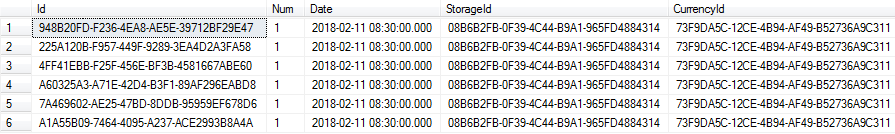 Id Num Date StorageId CurrencyId
1 948B20FD-F236-4EA8-AE5E-39712BF29E47 1 2018-02-11 08:30:00.000 08B6B2FB-0F39-4C44-B9A1-965FD4884314 73F9DA5C-12CE-4B94-AF49-B52736A9C311
2 225A120B-F957-449F-9289-3EA4D2A3FA58 1 2018-02-11 08:30:00.000 08B6B2FB-0F39-4C44-B9A1-965FD4884314 73F9DA5C-12CE-4B94-AF49-B52736A9C311
3 4FF41EBB-F25F-456E-BF3B-4581667ABE60 1 2018-02-11 08:30:00.000 08B6B2FB-0F39-4C44-B9A1-965FD4884314 73F9DA5C-12CE-4B94-AF49-B52736A9C311
4 A60325A3-A71E-42D4-B3F1-89AF296EABD8 1 2018-02-11 08:30:00.000 08B6B2FB-0F39-4C44-B9A1-965FD4884314 73F9DA5C-12CE-4B94-AF49-B52736A9C311
5 7A469602-AE25-47BD-8DDB-95959EF678D6 1 2018-02-11 08:30:00.000 08B6B2FB-0F39-4C44-B9A1-965FD4884314 73F9DA5C-12CE-4B94-AF49-B52736A9C311
6 A1A55B09-7464-4095-A237-ACE2993B8A4A 1 2018-02-11 08:30:00.000 08B6B2FB-0F39-4C44-B9A1-965FD4884314 73F9DA5C-12CE-4B94-AF49-B52736A9C311